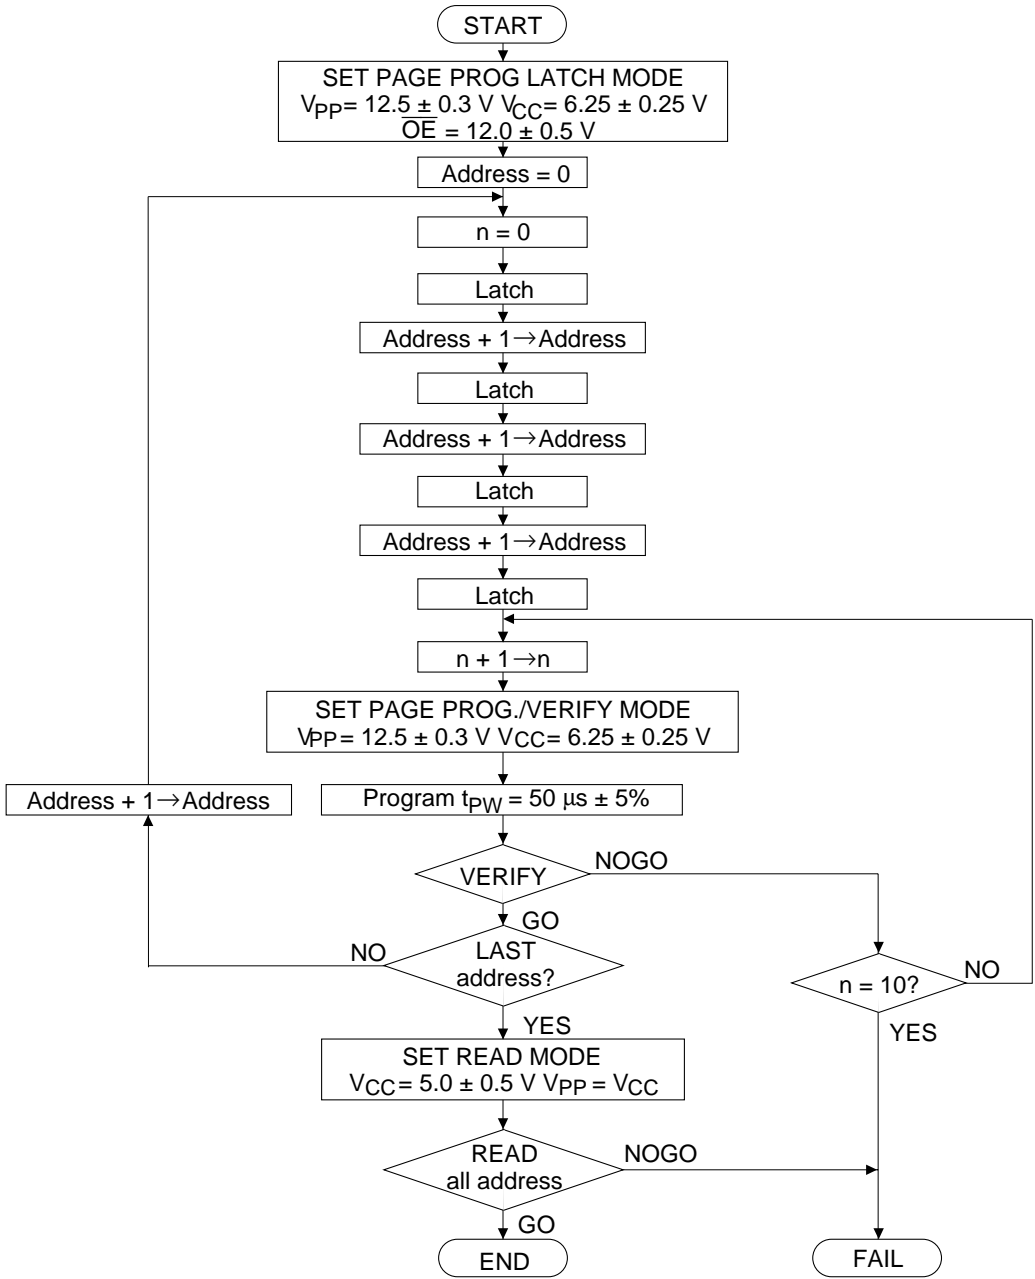 START
SET PAGE PROG LATCH MODE
VPP = 12.5 ± 0.3 V VCC = 6.25 ± 0.25 V
O̅E̅ = 12.0 ± 0.5 V
Address = 0
n = 0
Latch
Address + 1→Address
Latch
Address + 1→Address
Latch
Address + 1→Address
Latch
n + 1→n
SET PAGE PROG./VERIFY MODE
VPP = 12.5 ± 0.3 V VCC = 6.25 ± 0.25 V
Address + 1→Address
Program tPW = 50 μs ± 5%
VERIFY
NOGO
GO
LAST
address?
NO
n = 10?
NO
YES
YES
SET READ MODE
VCC = 5.0 ± 0.5 V VPP = VCC
READ
all address
NOGO
GO
END
FAIL